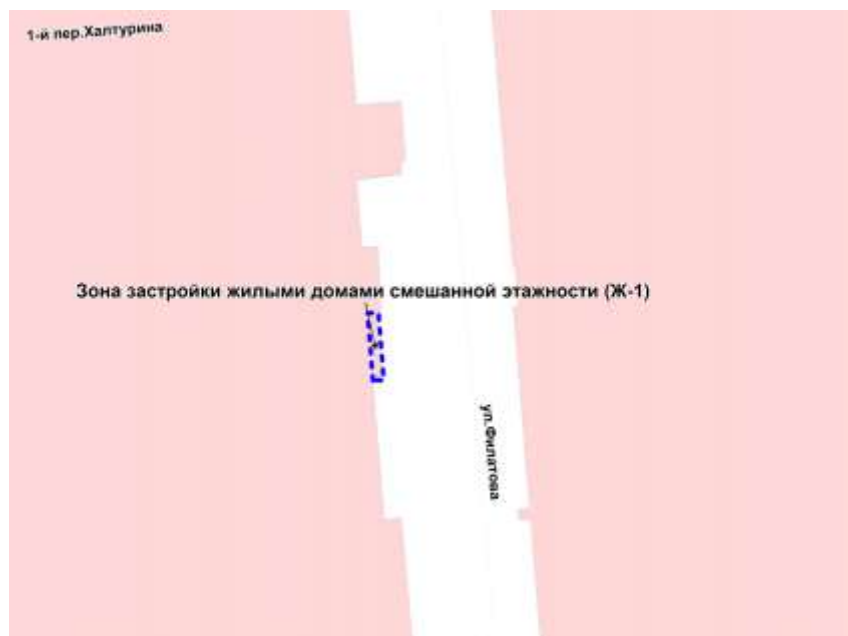 1-й пер.Халтурина
Зона застройки жилыми домами смешанной этажности (Ж-1)
ул.Филатова